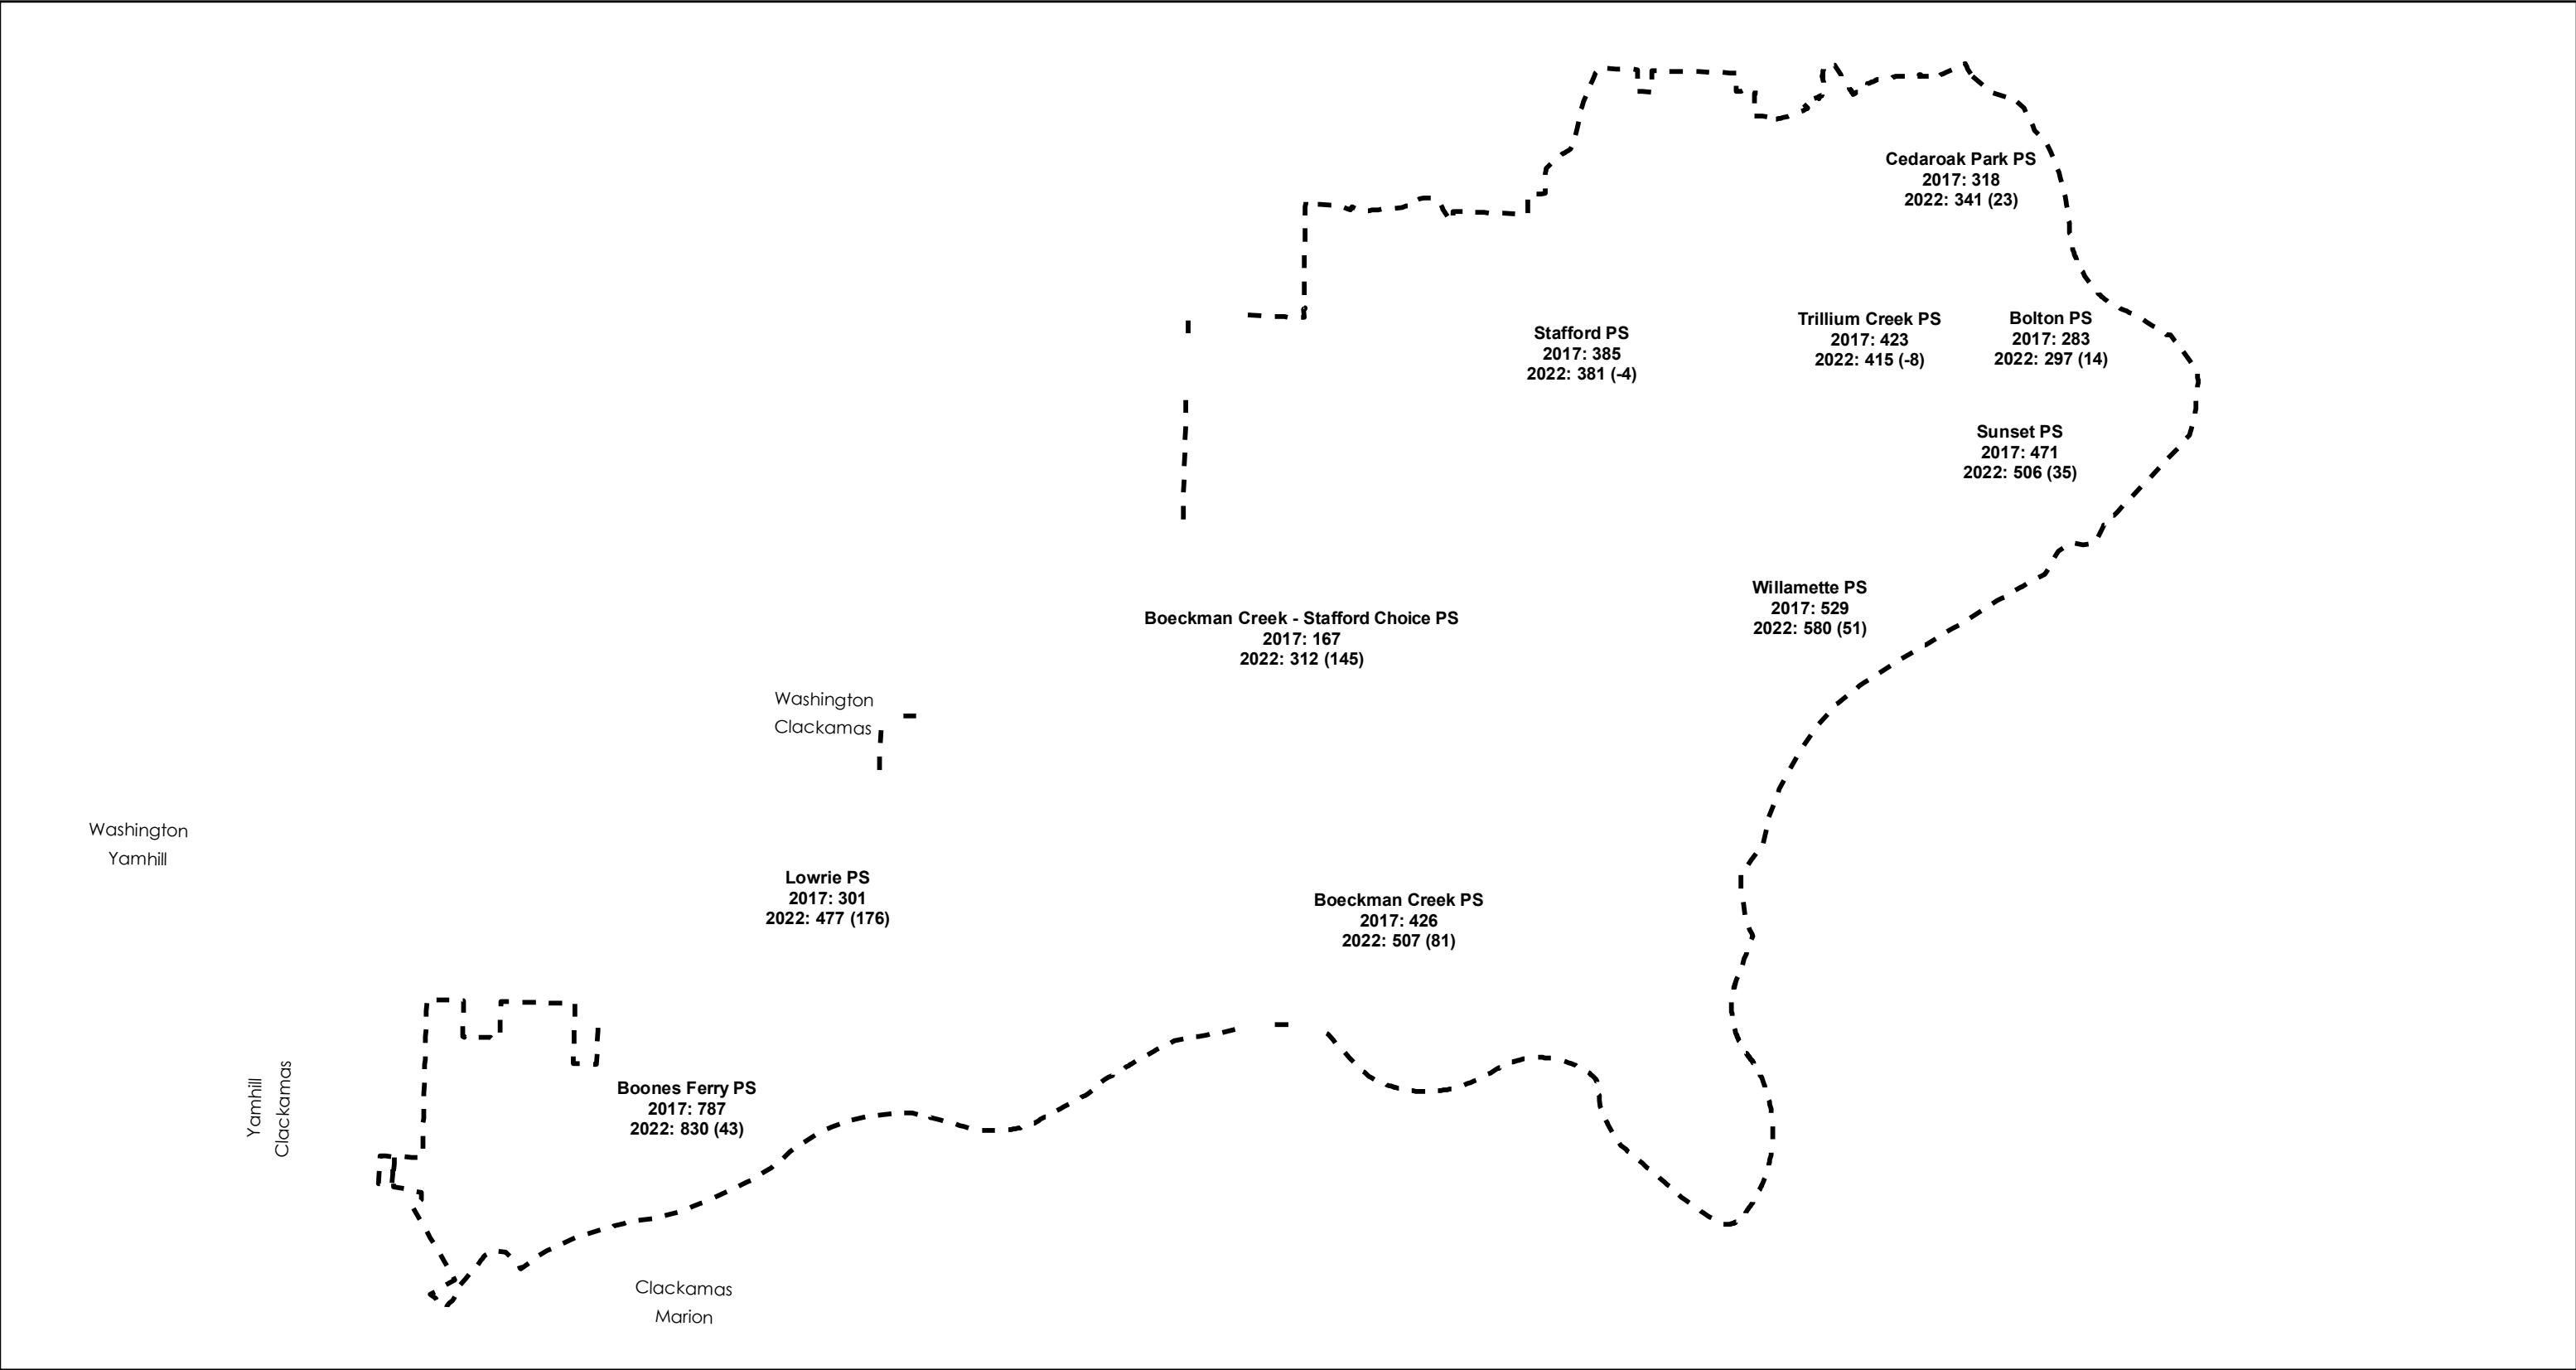 Cedaroak Park PS
2017: 318
2022: 341 (23)
Stafford PS
2017: 385
2022: 381 (-4)
Trillium Creek PS
2017: 423
2022: 415 (-8)
Bolton PS
2017: 283
2022: 297 (14)
Sunset PS
2017: 471
2022: 506 (35)
Willamette PS
2017: 529
2022: 580 (51)
Boeckman Creek - Stafford Choice PS
2017: 167
2022: 312 (145)
Washington
Clackamas
Washington
Yamhill
Lowrie PS
2017: 301
2022: 477 (176)
Boeckman Creek PS
2017: 426
2022: 507 (81)
Yamhill
Clackamas
Boones Ferry PS
2017: 787
2022: 830 (43)
Clackamas
Marion